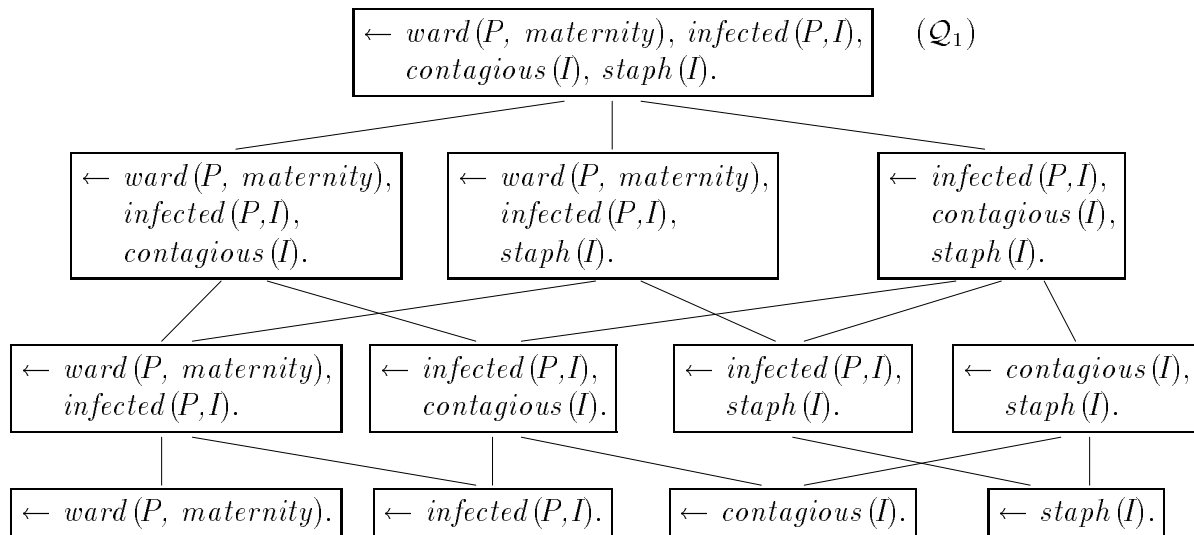 ← ward(P, maternity), infected(P,I), (Q₁)
contagious(I), staph(I).
← ward(P, maternity),
infected(P,I),
contagious(I).
← ward(P, maternity),
infected(P,I),
staph(I).
← infected(P,I),
contagious(I),
staph(I).
← ward(P, maternity),
infected(P,I).
← infected(P,I),
contagious(I).
← infected(P,I),
staph(I).
← contagious(I),
staph(I).
← ward(P, maternity).
← infected(P,I).
← contagious(I).
← staph(I).